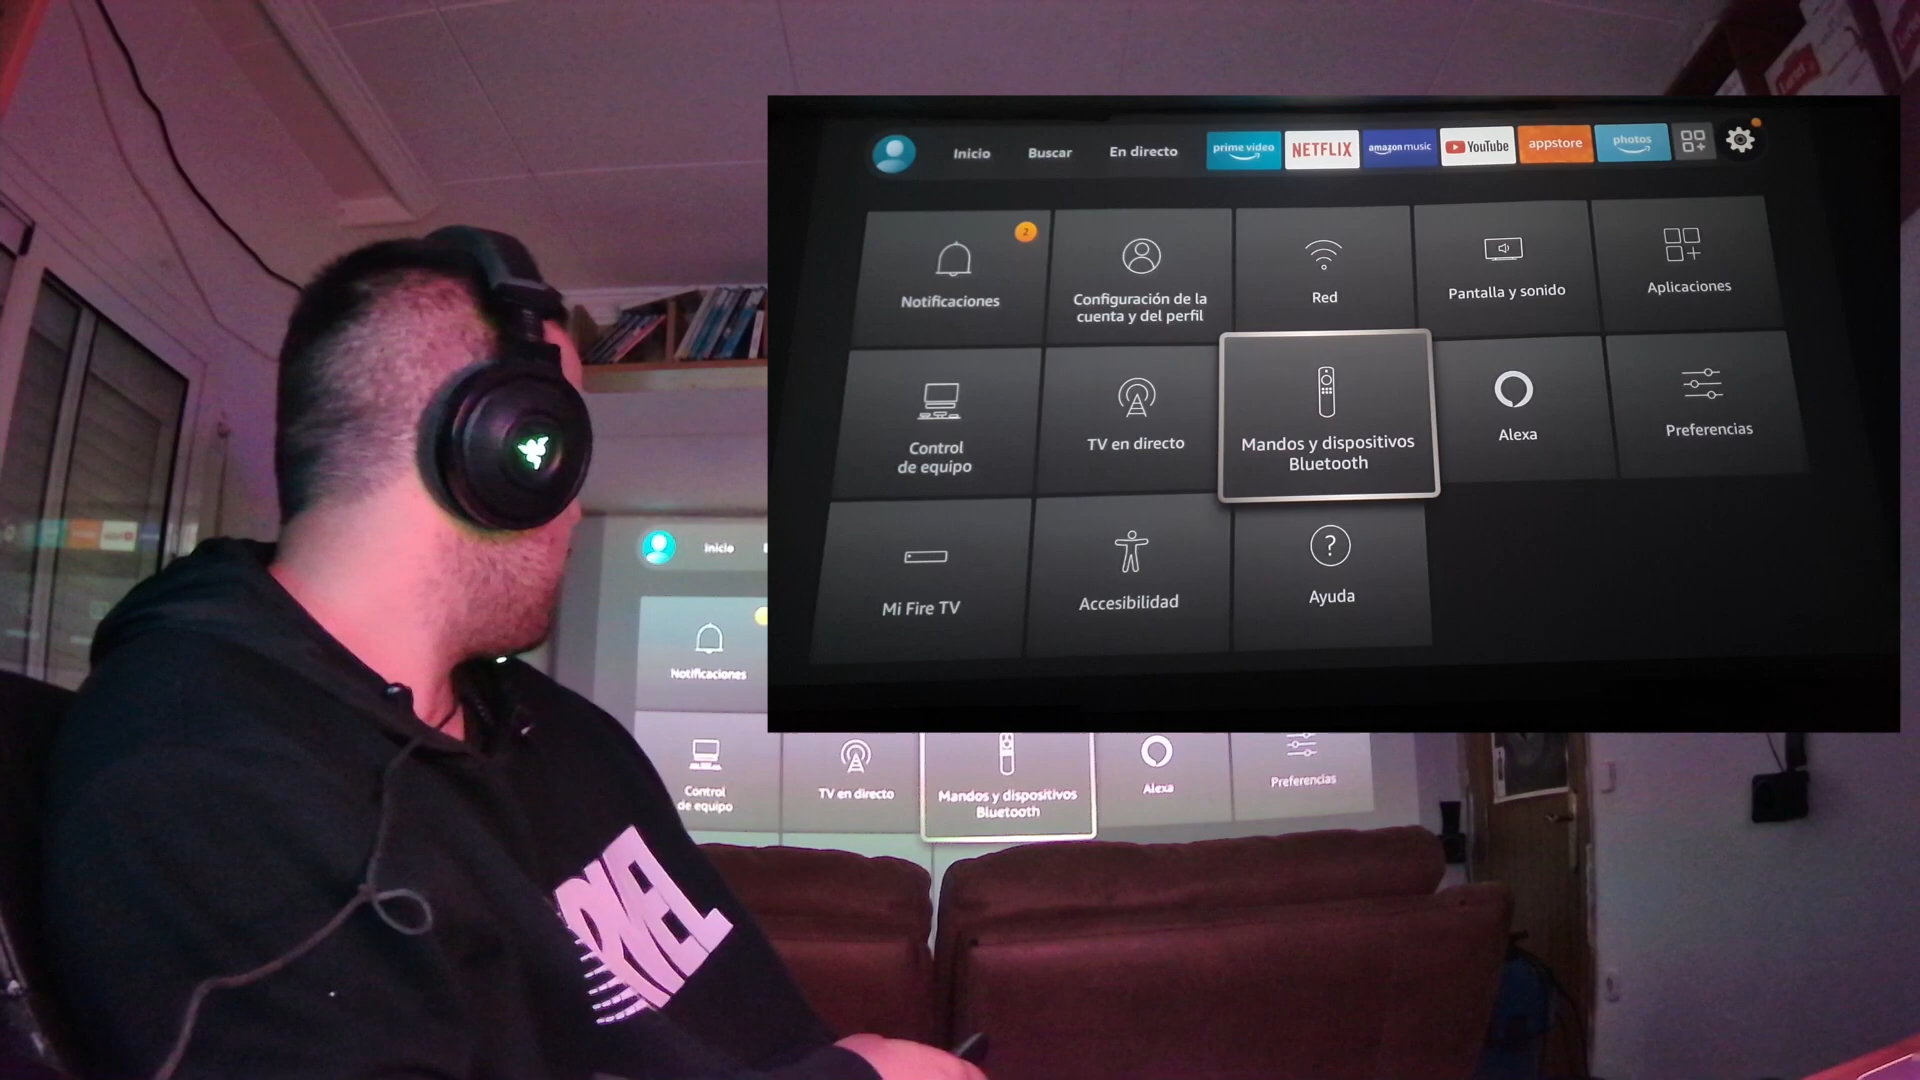 Inicio
Buscar
En directo
prime video
NETFLIX
amazon music
YouTube
appstore
photos
Notificaciones
2
Configuración de la
cuenta y del perfil
Red
Pantalla y sonido
Aplicaciones
Control
de equipo
TV en directo
Mandos y dispositivos
Bluetooth
Alexa
Preferencias
Mi Fire TV
Accesibilidad
?
Ayuda
Inicio
Notificaciones
Control
de equipo
TV en directo
Mandos y dispositivos
Bluetooth
Alexa
Preferencias